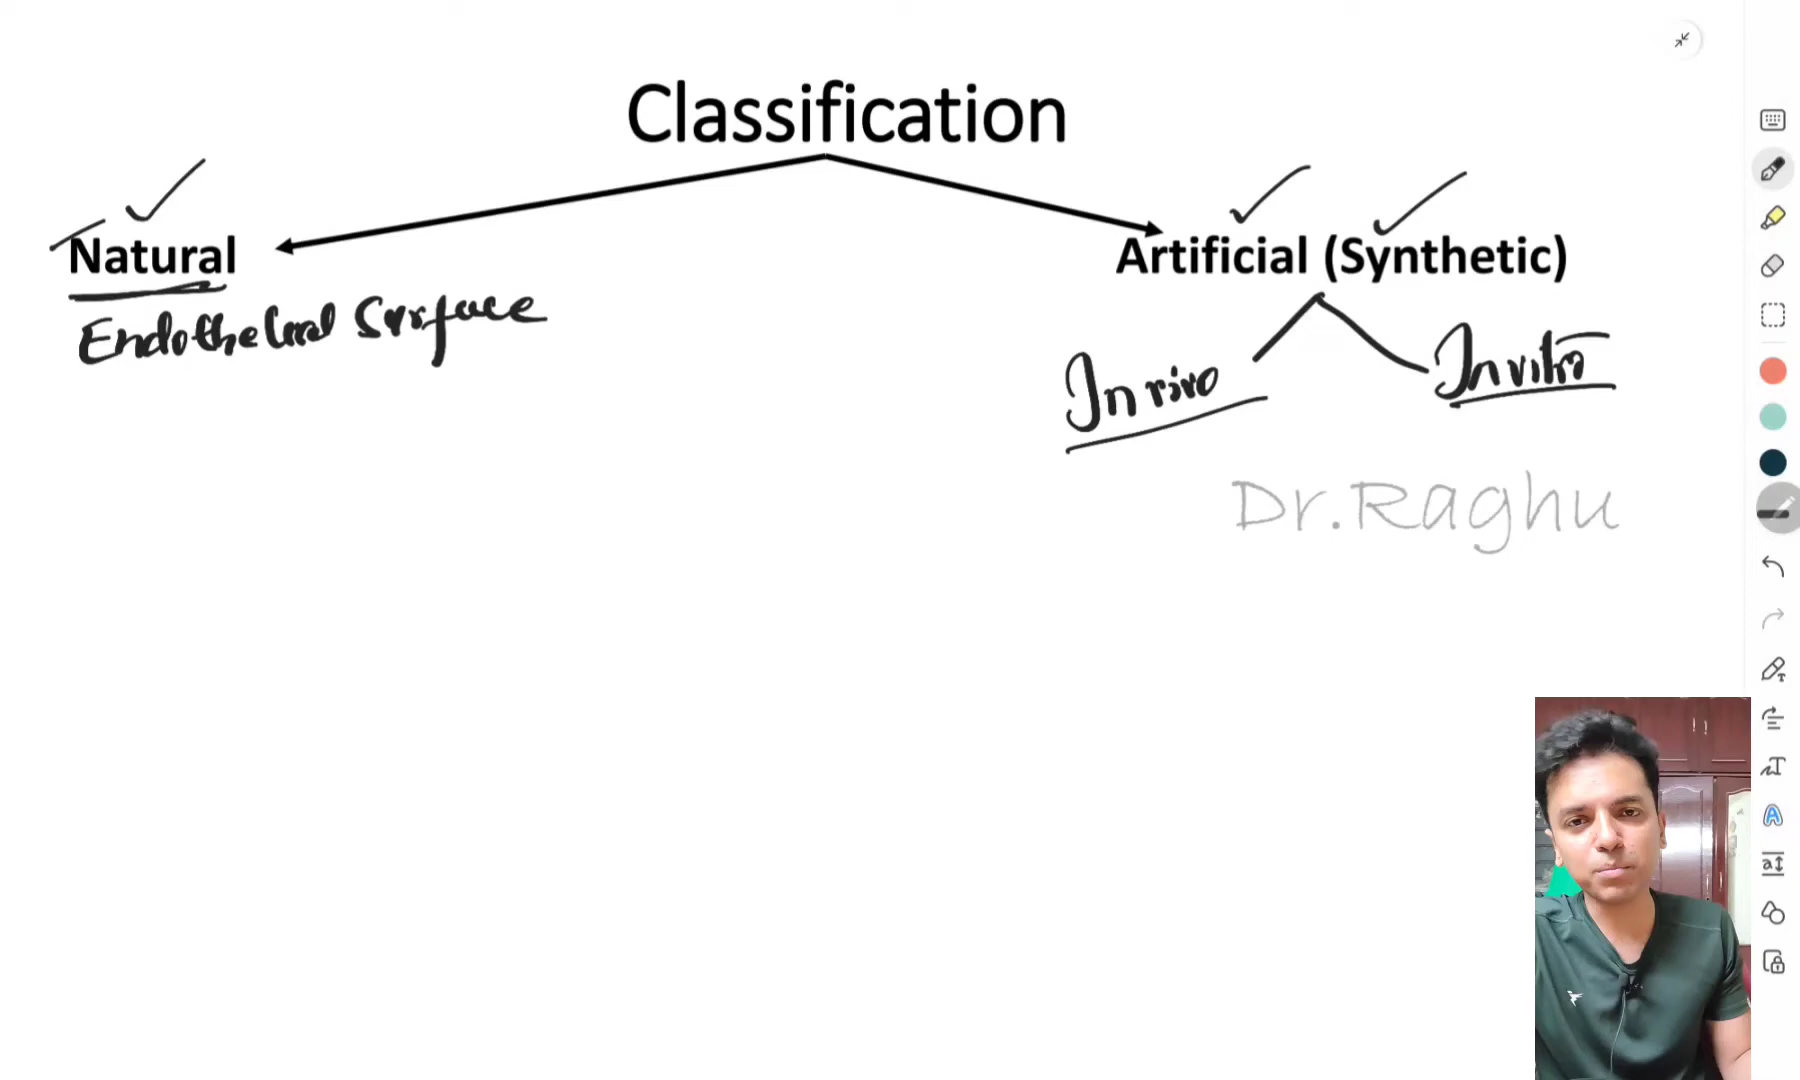 Classification
Natural
Artificial (Synthetic)
Endothelial Surface
In vivo
In vitro
Dr.Raghu